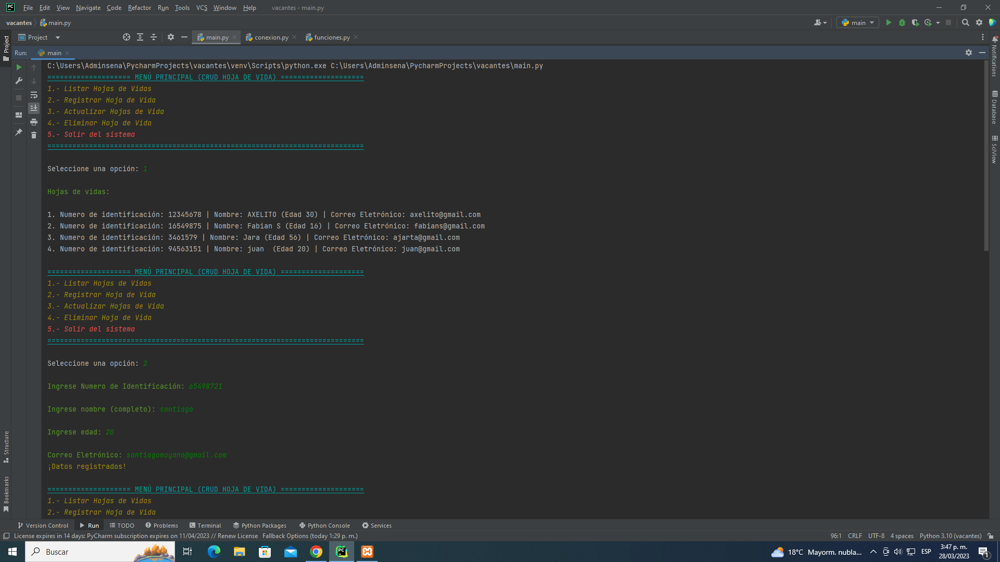 File Edit View Navigate Code Refactor Run Tools VCS Window Help vacantes - main.py
vacantes main.py main
Project main.py conexion.py funciones.py
Run: main
C:\Users\Adminsena\PycharmProjects\vacantes\venv\Scripts\python.exe C:\Users\Adminsena\PycharmProjects\vacantes\main.py
==================== MENÚ PRINCIPAL (CRUD HOJA DE VIDA) ====================
1.- Listar Hojas de Vidas
2.- Registrar Hoja de Vida
3.- Actualizar Hojas de Vida
4.- Eliminar Hoja de Vida
5.- Salir del sistema
============================================================================
Seleccione una opción: 1
Hojas de vidas:
1. Numero de identificación: 12345678 | Nombre: AXELITO (Edad 30) | Correo Eletrónico: axelito@gmail.com
2. Numero de identificación: 16549875 | Nombre: Fabian S (Edad 16) | Correo Eletrónico: fabians@gmail.com
3. Numero de identificación: 3461579 | Nombre: Jara (Edad 56) | Correo Eletrónico: ajarta@gmail.com
4. Numero de identificación: 94563151 | Nombre: juan  (Edad 20) | Correo Eletrónico: juan@gmail.com
==================== MENÚ PRINCIPAL (CRUD HOJA DE VIDA) ====================
1.- Listar Hojas de Vidas
2.- Registrar Hoja de Vida
3.- Actualizar Hojas de Vida
4.- Eliminar Hoja de Vida
5.- Salir del sistema
============================================================================
Seleccione una opción: 2
Ingrese Numero de Identificación: 65498721
Ingrese nombre (completo): santiago
Ingrese edad: 20
Correo Eletrónico: santiagomoyano@gmail.com
¡Datos registrados!
==================== MENÚ PRINCIPAL (CRUD HOJA DE VIDA) ====================
1.- Listar Hojas de Vidas
2.- Registrar Hoja de Vida
Project
Structure
Bookmarks
Notifications
Database
SciView
Version Control Run TODO Problems Terminal Python Packages Python Console Services
License expires in 14 days: PyCharm subscription expires on 11/04/2023 // Renew License Fallback Options (today 1:29 p. m.) 96:1 CRLF UTF-8 4 spaces Python 3.10 (vacantes)
Buscar 18°C Mayorm. nubla... ESP 3:47 p. m.
28/03/2023 1